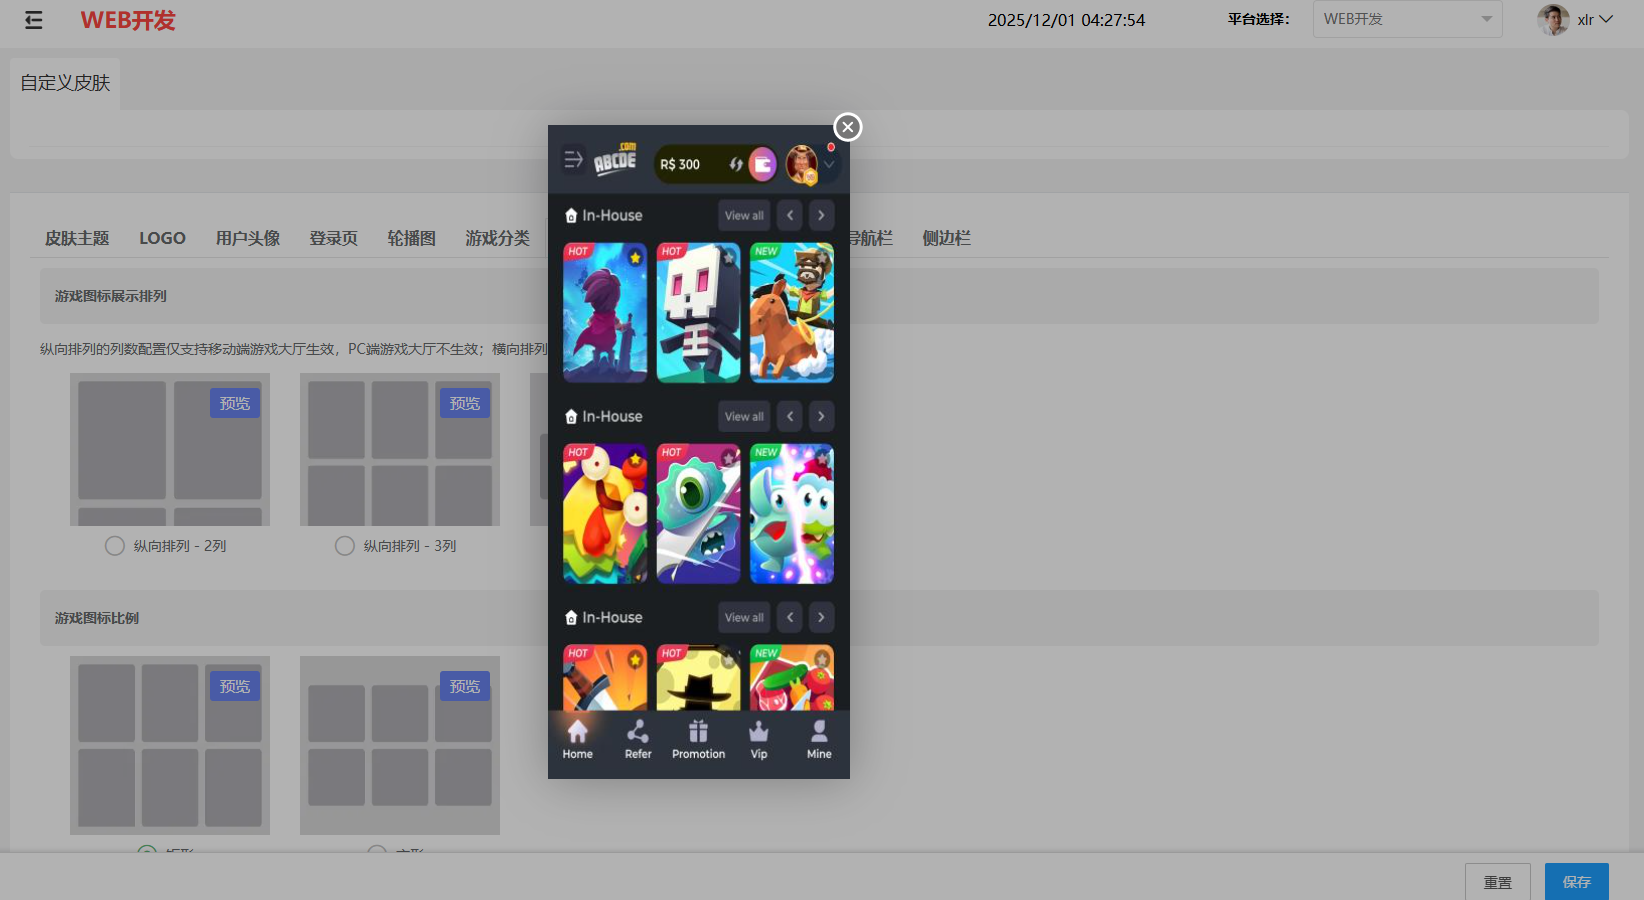 WEB开发
2025/12/01 04:27:54
平台选择：
WEB开发
xlr
自定义皮肤
皮肤主题
LOGO
用户头像
登录页
轮播图
游戏分类
导航栏
侧边栏
游戏图标展示排列
纵向排列的列数配置仅支持移动端游戏大厅生效，PC端游戏大厅不生效；横向排列
预览
预览
纵向排列 - 2列
纵向排列 - 3列
游戏图标比例
预览
预览
重置
保存
ABCDE
.com
R$ 300
In-House
View all
HOT
HOT
NEW
In-House
View all
HOT
HOT
NEW
In-House
View all
HOT
HOT
NEW
Home
Refer
Promotion
Vip
Mine